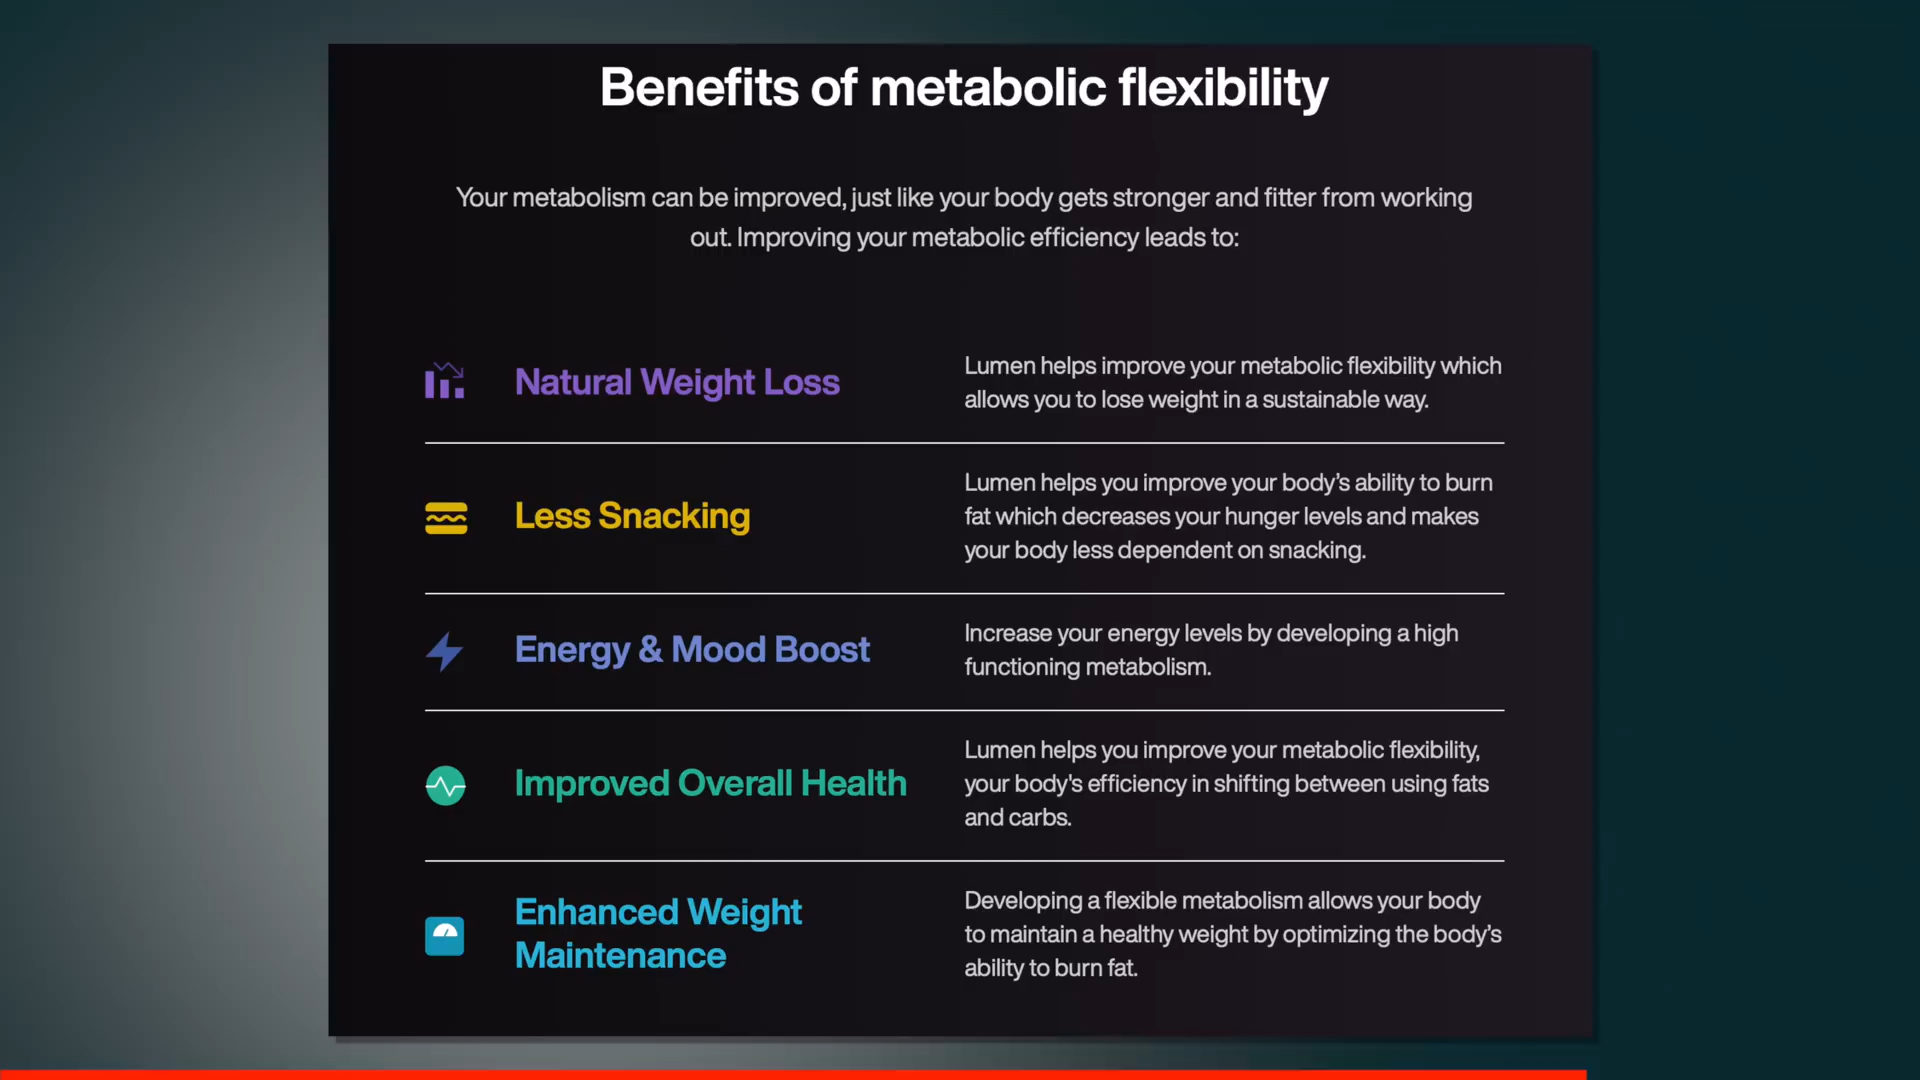 Benefits of metabolic flexibility
Your metabolism can be improved, just like your body gets stronger and fitter from working
out. Improving your metabolic efficiency leads to:
Natural Weight Loss
Lumen helps improve your metabolic flexibility which
allows you to lose weight in a sustainable way.
Less Snacking
Lumen helps you improve your body’s ability to burn
fat which decreases your hunger levels and makes
your body less dependent on snacking.
Energy & Mood Boost
Increase your energy levels by developing a high
functioning metabolism.
Improved Overall Health
Lumen helps you improve your metabolic flexibility,
your body's efficiency in shifting between using fats
and carbs.
Enhanced Weight
Maintenance
Developing a flexible metabolism allows your body
to maintain a healthy weight by optimizing the body’s
ability to burn fat.